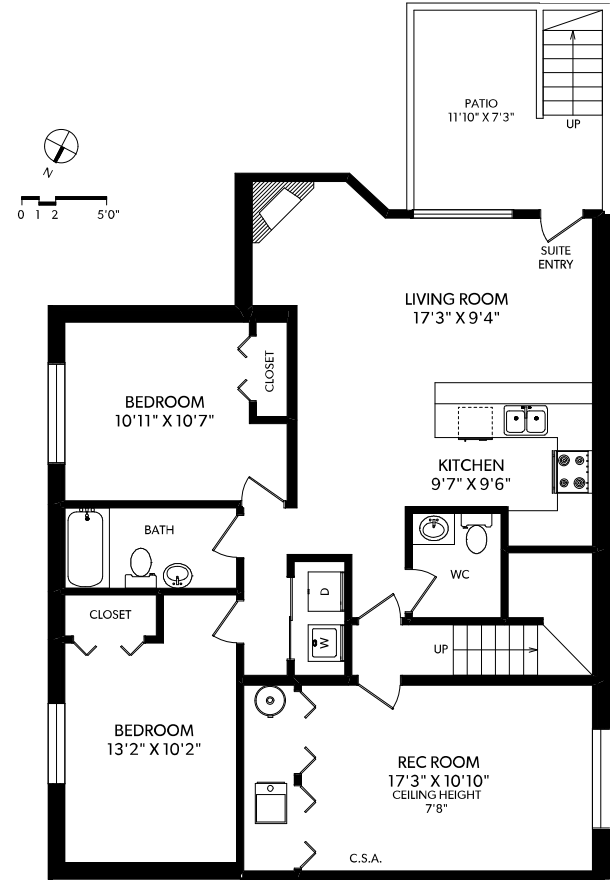 PATIO
11'10" X 7'3"
UP
N
0 1 2 5'0"
SUITE
ENTRY
LIVING ROOM
17'3" X 9'4"
CLOSET
BEDROOM
10'11" X 10'7"
KITCHEN
9'7" X 9'6"
BATH
WC
D
CLOSET
W
UP
BEDROOM
13'2" X 10'2"
REC ROOM
17'3" X 10'10"
CEILING HEIGHT
7'8"
C.S.A.